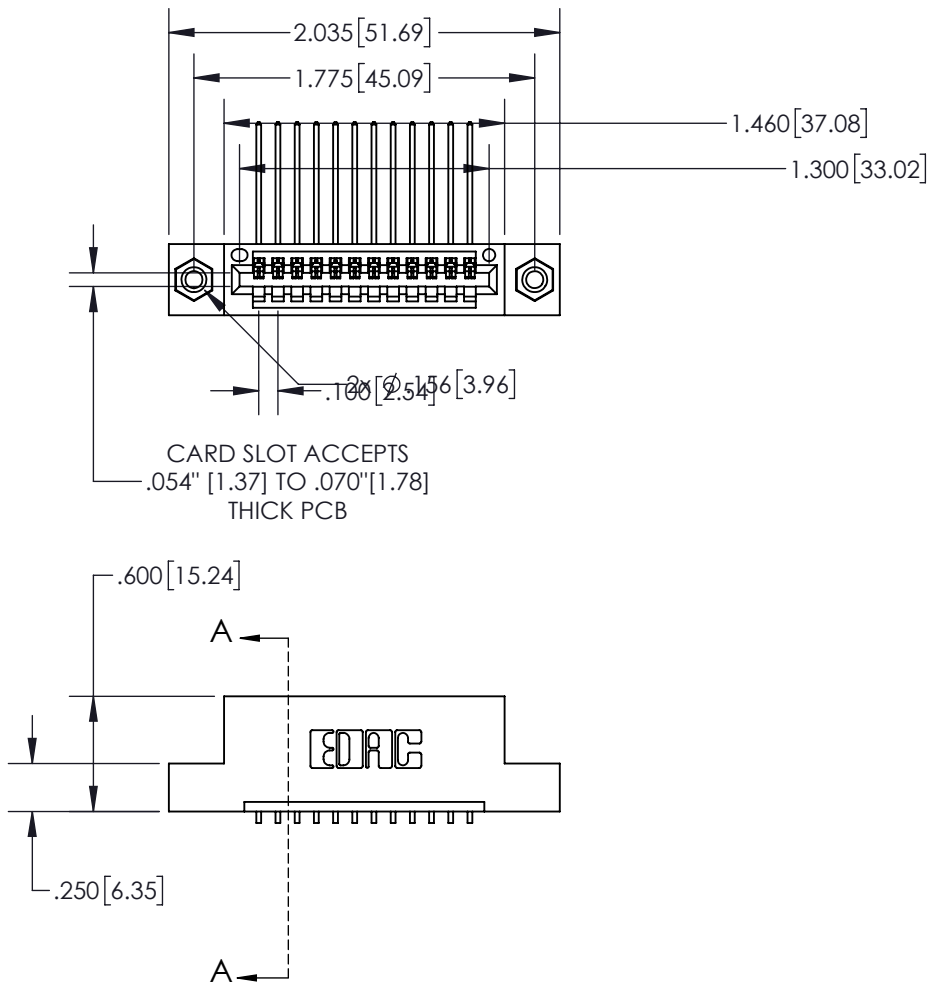 2.035[51.69]
1.775[45.09]
1.460[37.08]
1.300[33.02]
2x Ø .156[3.96]
.100[2.54]
CARD SLOT ACCEPTS
.054" [1.37] TO .070"[1.78]
THICK PCB
.600[15.24]
A
EDAC
.250[6.35]
A